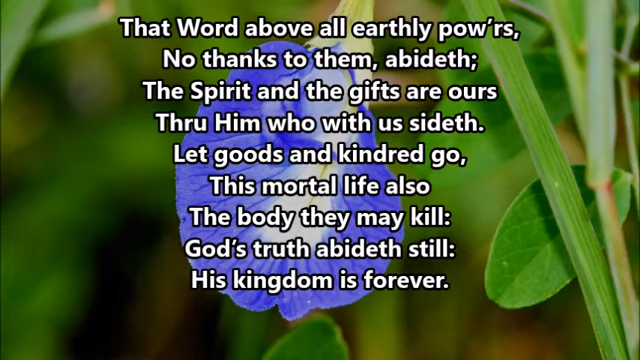 That Word above all earthly pow’rs,
No thanks to them, abideth;
The Spirit and the gifts are ours
Thru Him who with us sideth.
Let goods and kindred go,
This mortal life also
The body they may kill:
God’s truth abideth still:
His kingdom is forever.